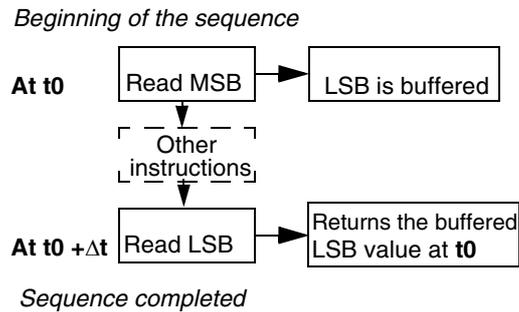 Beginning of the sequence
At t0
Read MSB
LSB is buffered
Other
instructions
At t0 +Δt
Read LSB
Returns the buffered
LSB value at t0
Sequence completed